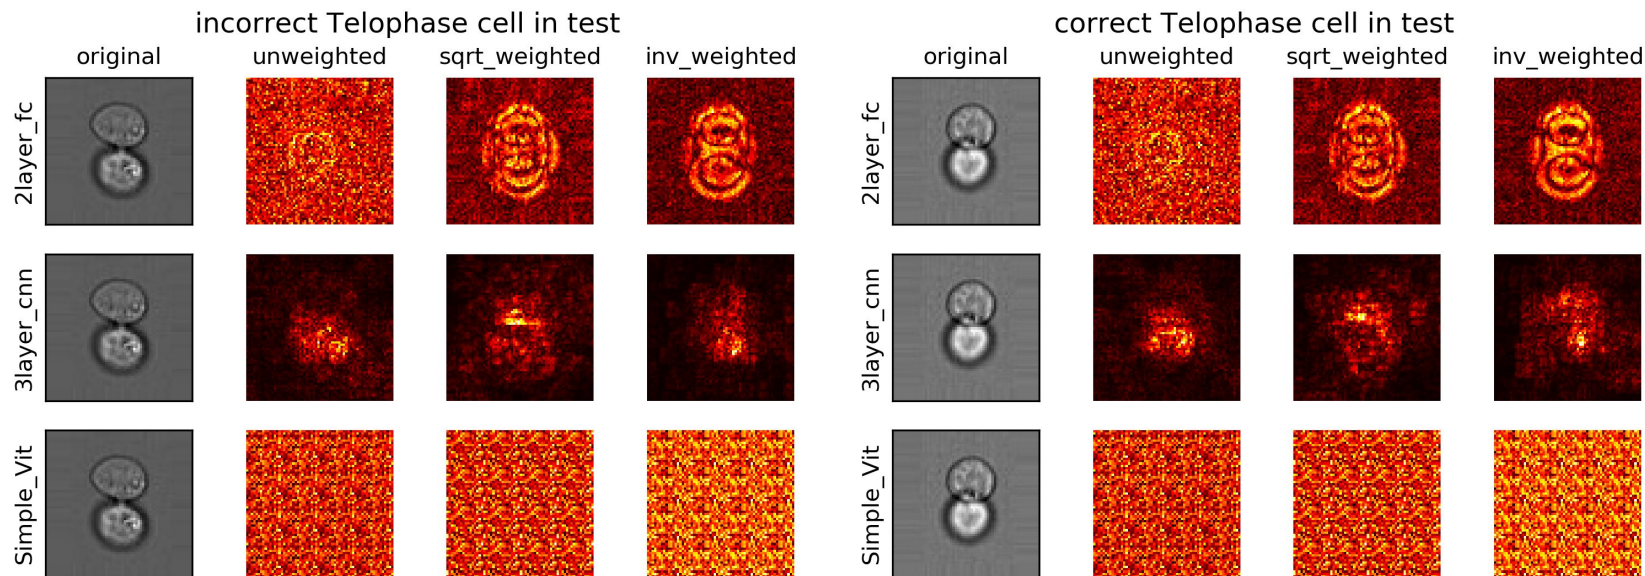 incorrect Telophase cell in test
original unweighted sqrt_weighted inv_weighted
2layer_fc
3layer_cnn
Simple_Vit
correct Telophase cell in test
original unweighted sqrt_weighted inv_weighted
2layer_fc
3layer_cnn
Simple_Vit